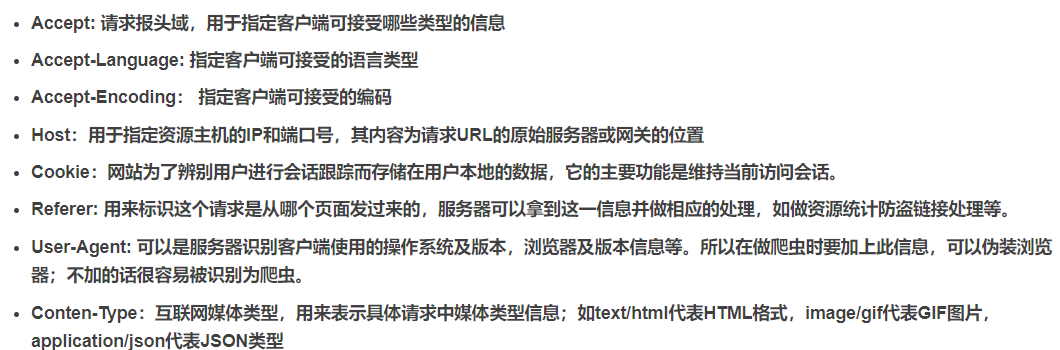 Accept: 请求报头域，用于指定客户端可接受哪些类型的信息
Accept-Language: 指定客户端可接受的语言类型
Accept-Encoding： 指定客户端可接受的编码
Host：用于指定资源主机的IP和端口号，其内容为请求URL的原始服务器或网关的位置
Cookie：网站为了辨别用户进行会话跟踪而存储在用户本地的数据，它的主要功能是维持当前访问会话。
Referer: 用来标识这个请求是从哪个页面发过来的，服务器可以拿到这一信息并做相应的处理，如做资源统计防盗链接处理等。
User-Agent: 可以是服务器识别客户端使用的操作系统及版本，浏览器及版本信息等。所以在做爬虫时要加上此信息，可以伪装浏览
器；不加的话很容易被识别为爬虫。
Conten-Type：互联网媒体类型，用来表示具体请求中媒体类型信息；如text/html代表HTML格式，image/gif代表GIF图片，
application/json代表JSON类型